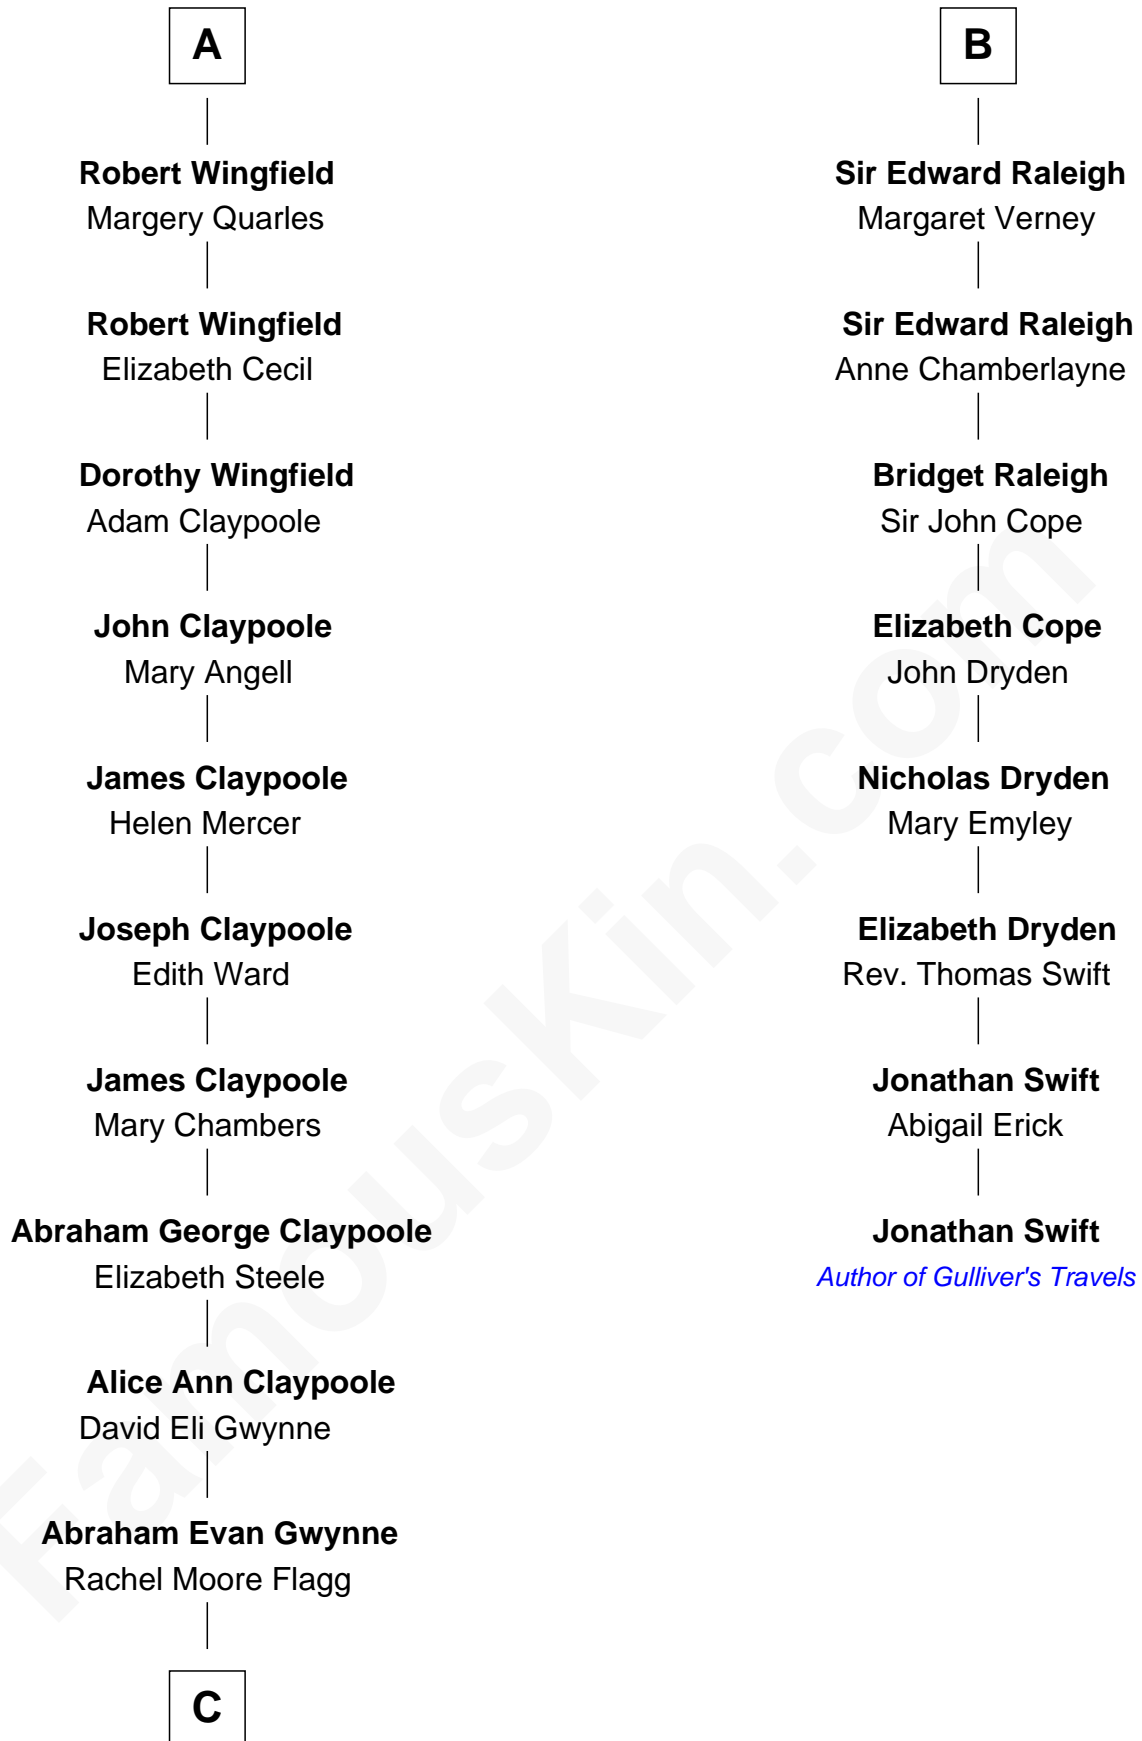 A
Robert Wingfield
Margery Quarles
Robert Wingfield
Elizabeth Cecil
Dorothy Wingfield
Adam Claypoole
John Claypoole
Mary Angell
James Claypoole
Helen Mercer
Joseph Claypoole
Edith Ward
James Claypoole
Mary Chambers
Abraham George Claypoole
Elizabeth Steele
Alice Ann Claypoole
David Eli Gwynne
Abraham Evan Gwynne
Rachel Moore Flagg
C
B
Sir Edward Raleigh
Margaret Verney
Sir Edward Raleigh
Anne Chamberlayne
Bridget Raleigh
Sir John Cope
Elizabeth Cope
John Dryden
Nicholas Dryden
Mary Emyley
Elizabeth Dryden
Rev. Thomas Swift
Jonathan Swift
Abigail Erick
Jonathan Swift
Author of Gulliver's Travels
FamousKin.com